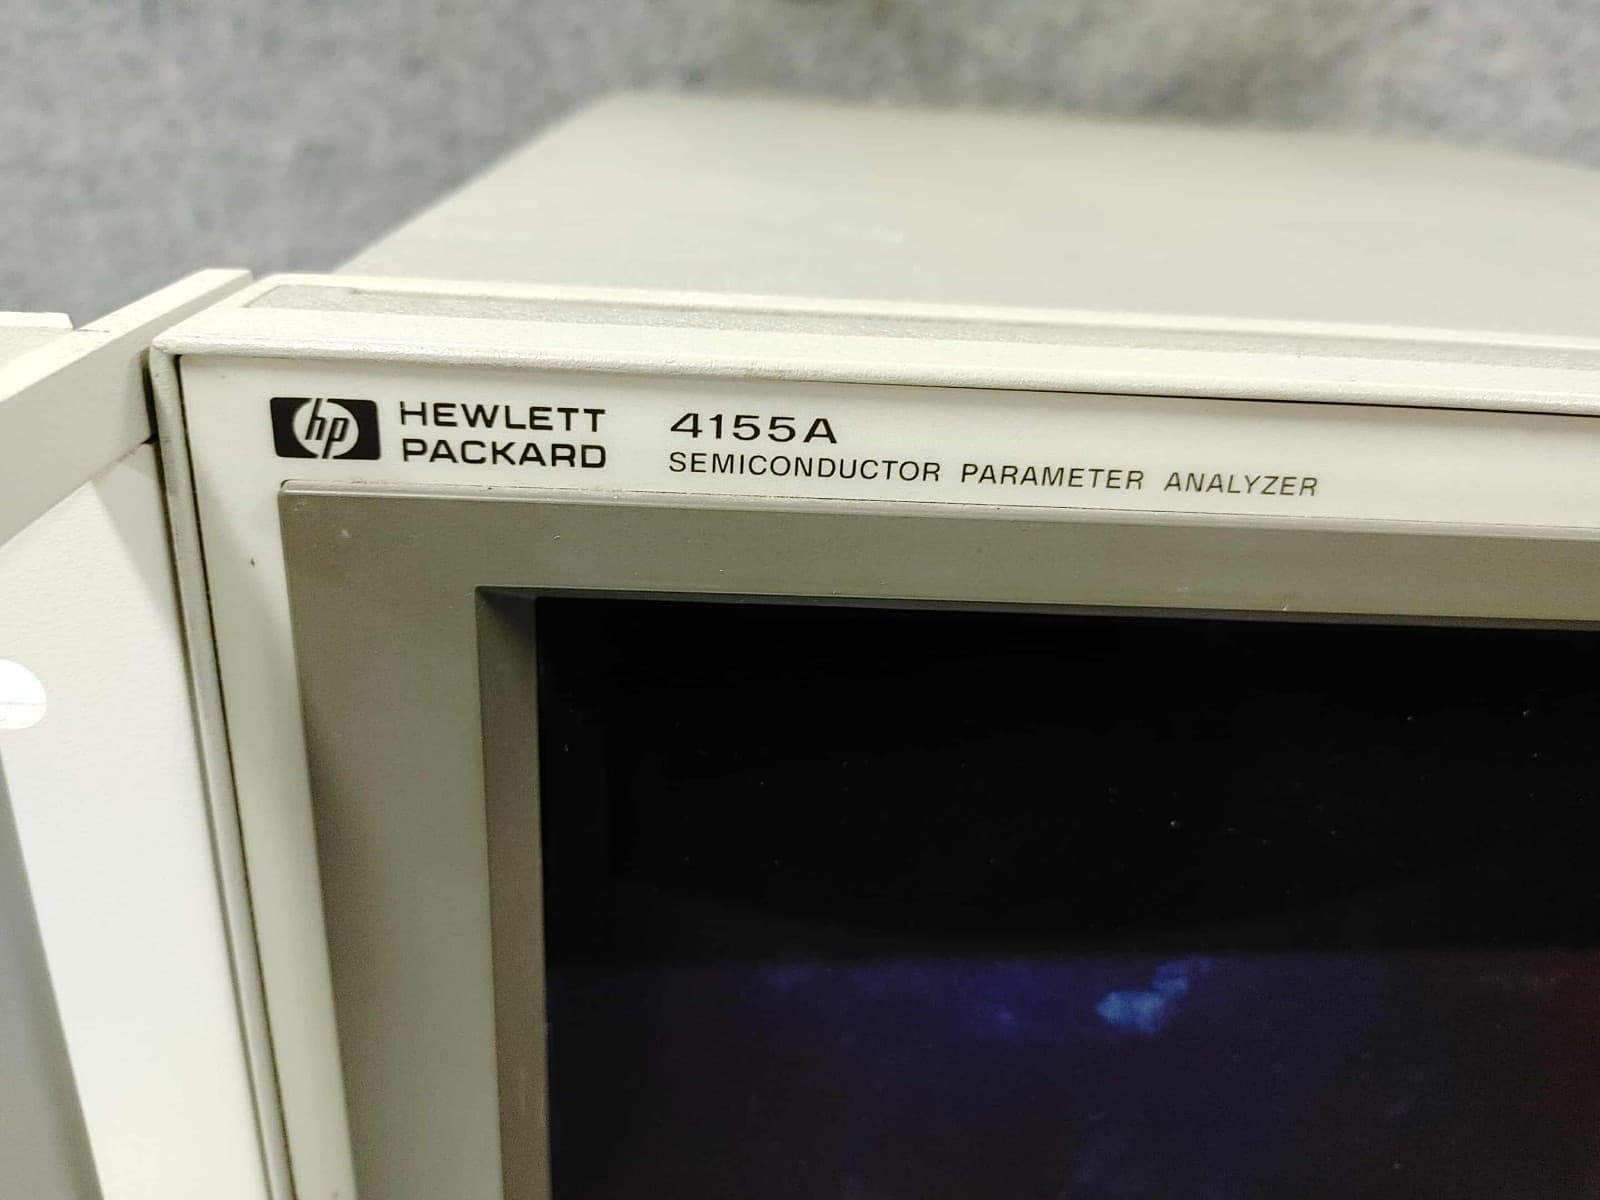 hp HEWLETT
PACKARD
4155A
SEMICONDUCTOR PARAMETER ANALYZER